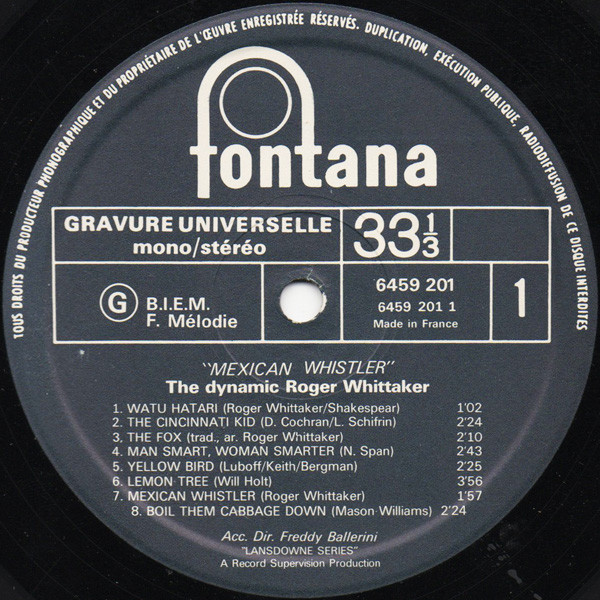 TOUS DROITS DU PRODUCTEUR PHONOGRAPHIQUE ET DU PROPRIÉTAIRE DE L'ŒUVRE ENREGISTRÉE RÉSERVÉS. DUPLICATION, EXÉCUTION PUBLIQUE, RADIODIFFUSION DE CE DISQUE INTERDITES
fontana
GRAVURE UNIVERSELLE
mono/stéréo
33 1/3
G
B.I.E.M.
F. Mélodie
6459 201
6459 201 1
Made in France
1
"MEXICAN WHISTLER"
The dynamic Roger Whittaker
1. WATU HATARI (Roger Whittaker/Shakespear) 1'02
2. THE CINCINNATI KID (D. Cochran/L. Schifrin) 2'24
3. THE FOX (trad., ar. Roger Whittaker) 2'10
4. MAN SMART, WOMAN SMARTER (N. Span) 2'43
5. YELLOW BIRD (Luboff/Keith/Bergman) 2'25
6. LEMON TREE (Will Holt) 3'56
7. MEXICAN WHISTLER (Roger Whittaker) 1'57
8. BOIL THEM CABBAGE DOWN (Mason-Williams) 2'24
Acc. Dir. Freddy Ballerini
"LANSDOWNE SERIES"
A Record Supervision Production